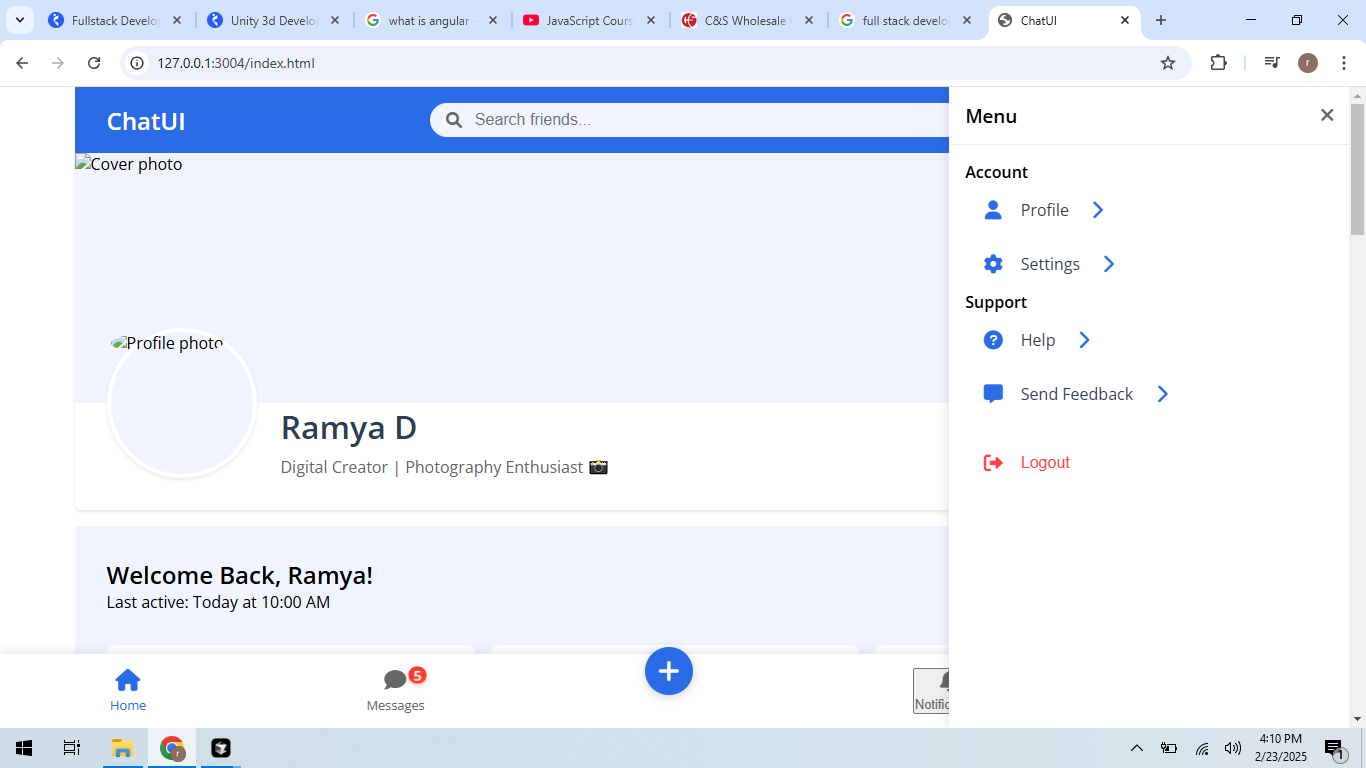 Fullstack Develop
Unity 3d Develop
what is angular -
JavaScript Cours
C&S Wholesale
full stack develo
ChatUI
127.0.0.1:3004/index.html
r
ChatUI
Search friends...
Menu
Cover photo
Account
Profile
Settings
Support
Help
Profile photo
Send Feedback
Ramya D
Digital Creator | Photography Enthusiast
Logout
Welcome Back, Ramya!
Last active: Today at 10:00 AM
5
Home
Messages
Notific
r
4:10 PM
2/23/2025
1